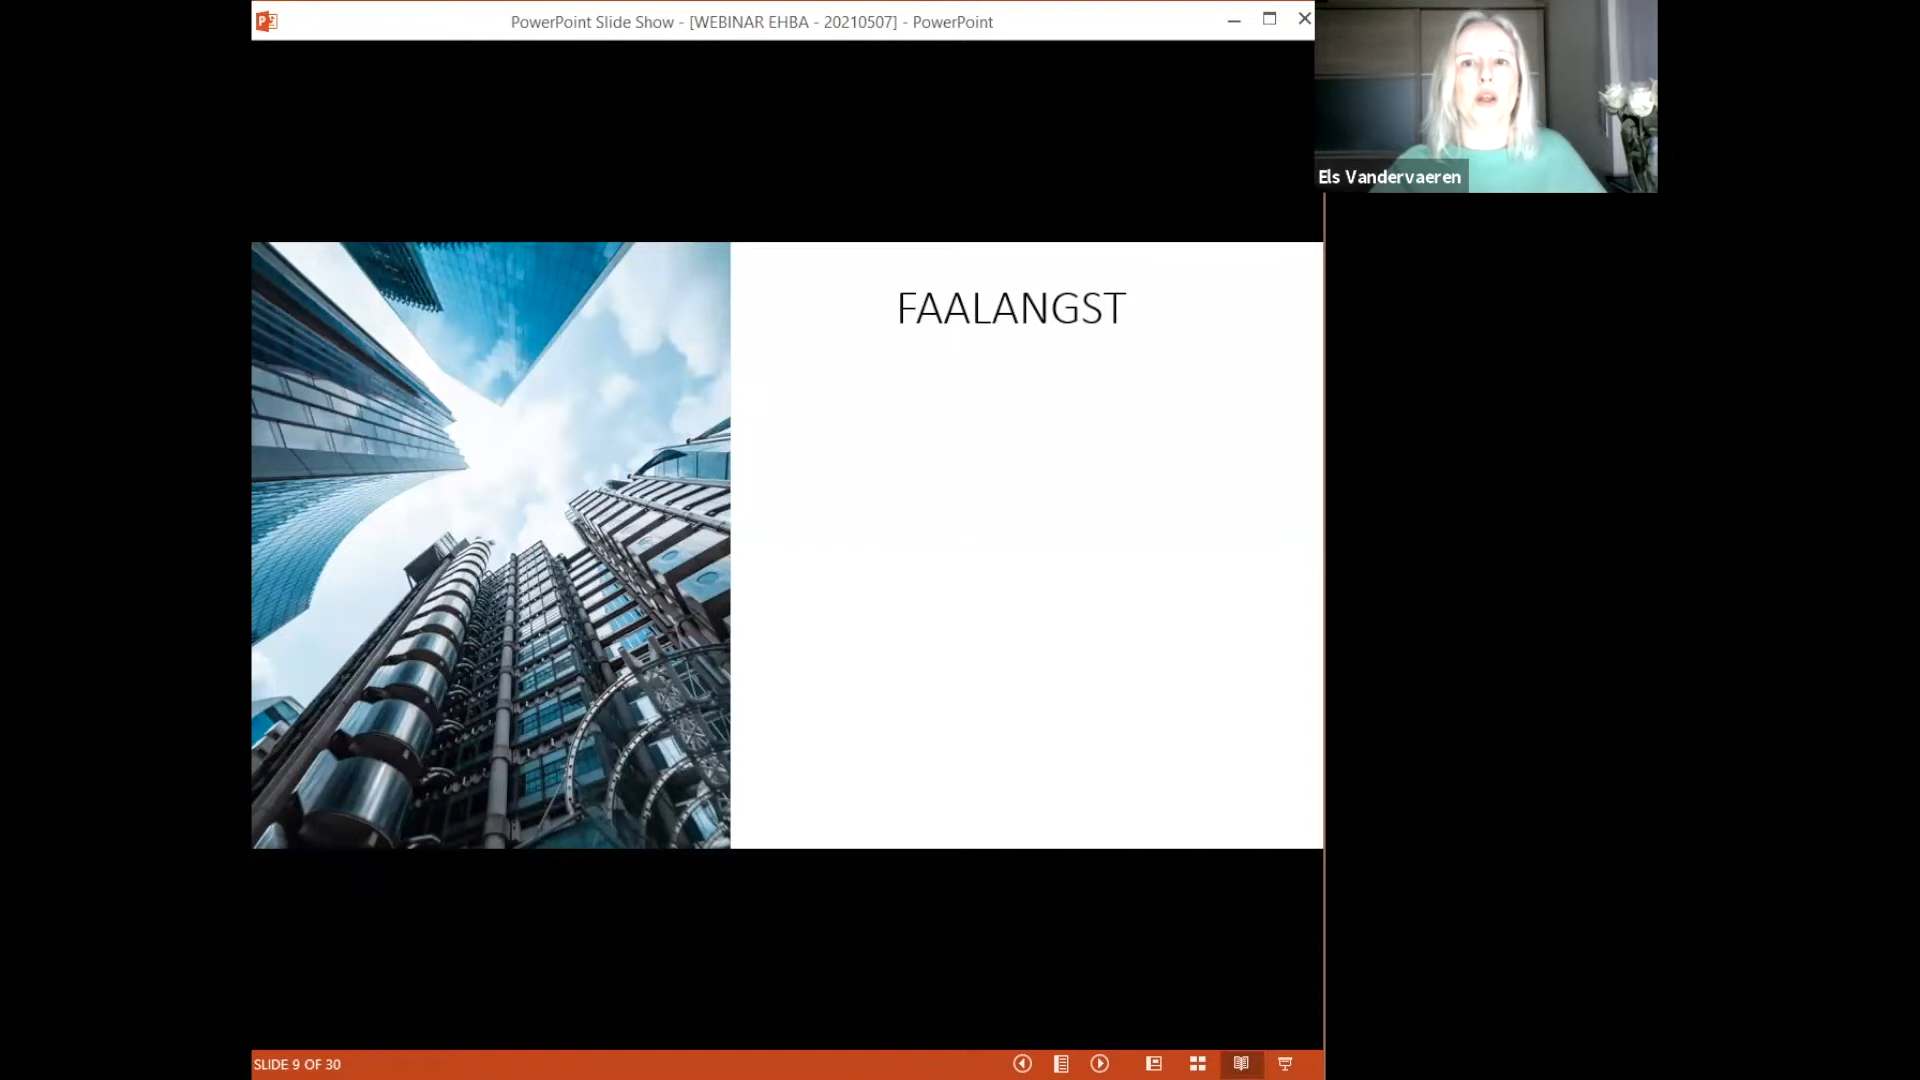 PowerPoint Slide Show - [WEBINAR EHBA - 20210507] - PowerPoint
Els Vandervaeren
FAALANGST
SLIDE 9 OF 30